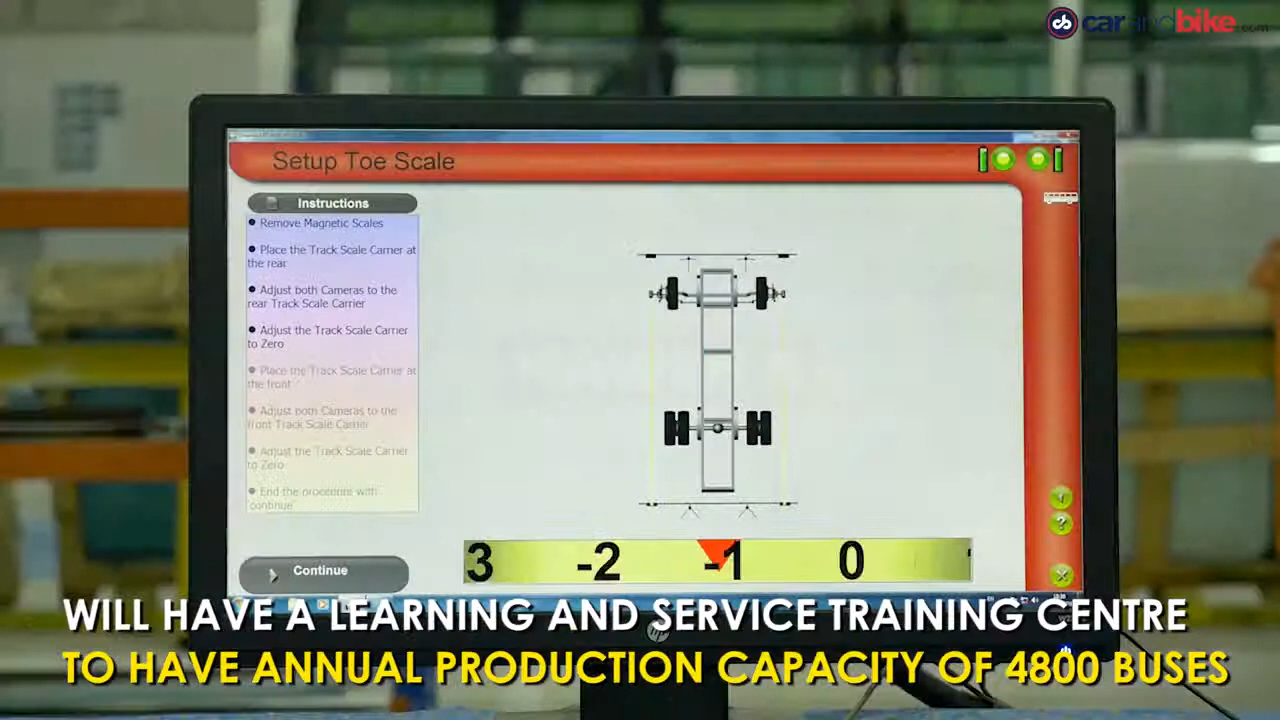 carandbike.com
Setup Toe Scale
Instructions
Remove Magnetic Scales
Place the Track Scale Carrier at
the rear
Adjust both Cameras to the
rear Track Scale Carrier
Adjust the Track Scale Carrier
to Zero
Place the Track Scale Carrier at
the front
Adjust both Cameras to the
front Track Scale Carrier
Adjust the Track Scale Carrier
to Zero
End the procedure with
"continue"
Continue
3 -2 -1 0
?
hp
WILL HAVE A LEARNING AND SERVICE TRAINING CENTRE
TO HAVE ANNUAL PRODUCTION CAPACITY OF 4800 BUSES